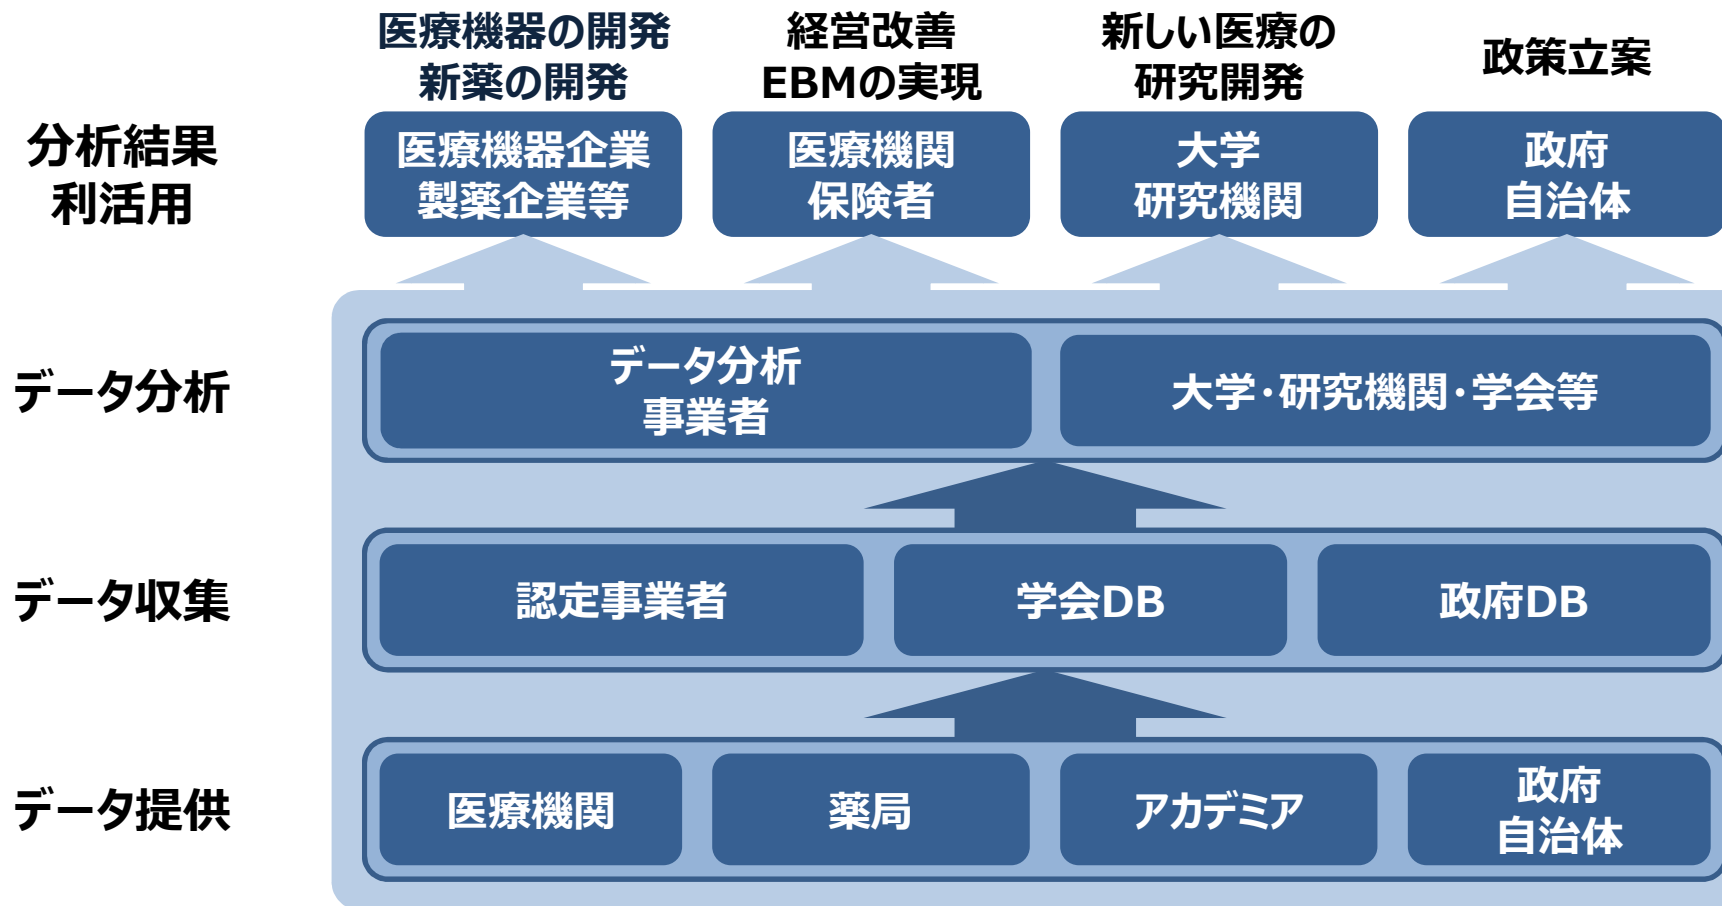 医療機器の開発
新薬の開発
経営改善
EBMの実現
新しい医療の
研究開発
政策立案
分析結果
利活用
医療機器企業
製薬企業等
医療機関
保険者
大学
研究機関
政府
自治体
データ分析
データ分析
事業者
大学・研究機関・学会等
データ収集
認定事業者
学会DB
政府DB
データ提供
医療機関
薬局
アカデミア
政府
自治体